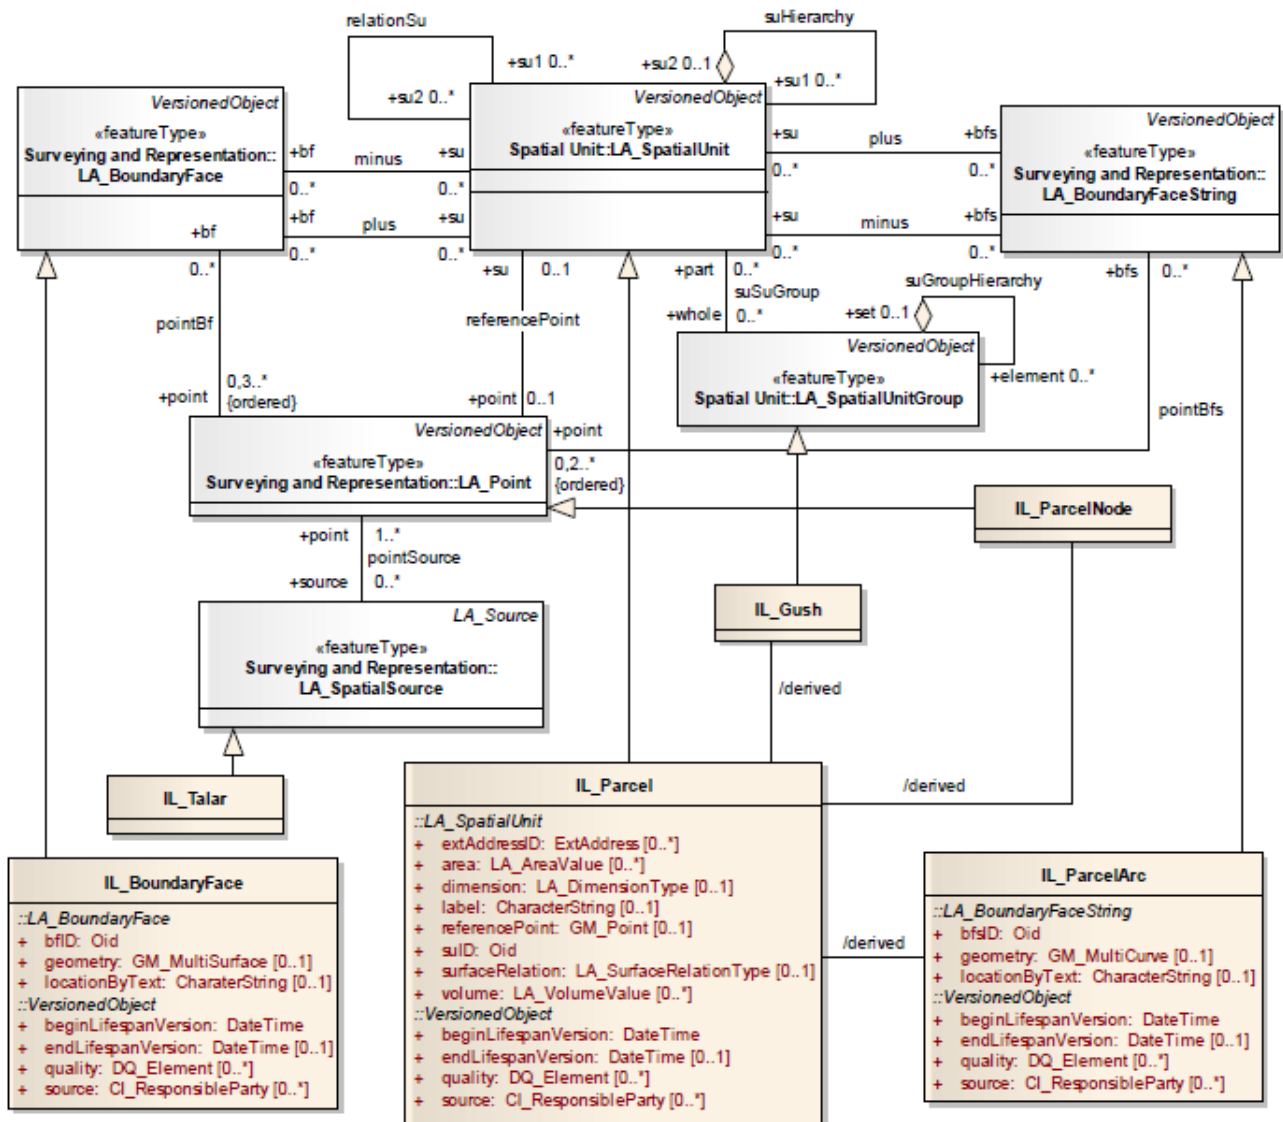 relationSu
suHierarchy
+su1 0..*
+su2 0..1
+su2 0..*
+su1 0..*
VersionedObject
«featureType»
Surveying and Representation::
LA_BoundaryFace
VersionedObject
«featureType»
Spatial Unit::LA_SpatialUnit
VersionedObject
«featureType»
Surveying and Representation::
LA_BoundaryFaceString
+bf
minus
+su
0..*
0..*
+bf
plus
+su
0..*
0..*
+su
plus
+bfs
0..*
0..*
+su
minus
+bfs
0..*
0..*
+bf
0..*
pointBf
+point
0,3..*
{ordered}
+su
0..1
referencePoint
+point
0..1
+part
0..*
suSuGroup
+whole
0..*
suGroupHierarchy
+set 0..1
+element 0..*
+bfs
0..*
pointBfs
VersionedObject
«featureType»
Spatial Unit::LA_SpatialUnitGroup
VersionedObject
«featureType»
Surveying and Representation::LA_Point
+point
0,2..*
{ordered}
IL_ParcelNode
+point
1..*
pointSource
+source
0..*
IL_Gush
LA_Source
«featureType»
Surveying and Representation::
LA_SpatialSource
/derived
IL_Talar
/derived
/derived
IL_BoundaryFace
::LA_BoundaryFace
+ bfID: Oid
+ geometry: GM_MultiSurface [0..1]
+ locationByText: CharaterString [0..1]
::VersionedObject
+ beginLifespanVersion: DateTime
+ endLifespanVersion: DateTime [0..1]
+ quality: DQ_Element [0..*]
+ source: CI_ResponsibleParty [0..*]
IL_Parcel
::LA_SpatialUnit
+ extAddressID: ExtAddress [0..*]
+ area: LA_AreaValue [0..*]
+ dimension: LA_DimensionType [0..1]
+ label: CharacterString [0..1]
+ referencePoint: GM_Point [0..1]
+ suID: Oid
+ surfaceRelation: LA_SurfaceRelationType [0..1]
+ volume: LA_VolumeValue [0..*]
::VersionedObject
+ beginLifespanVersion: DateTime
+ endLifespanVersion: DateTime [0..1]
+ quality: DQ_Element [0..*]
+ source: CI_ResponsibleParty [0..*]
IL_ParcelArc
::LA_BoundaryFaceString
+ bfsID: Oid
+ geometry: GM_MultiCurve [0..1]
+ locationByText: CharacterString [0..1]
::VersionedObject
+ beginLifespanVersion: DateTime
+ endLifespanVersion: DateTime [0..1]
+ quality: DQ_Element [0..*]
+ source: CI_ResponsibleParty [0..*]